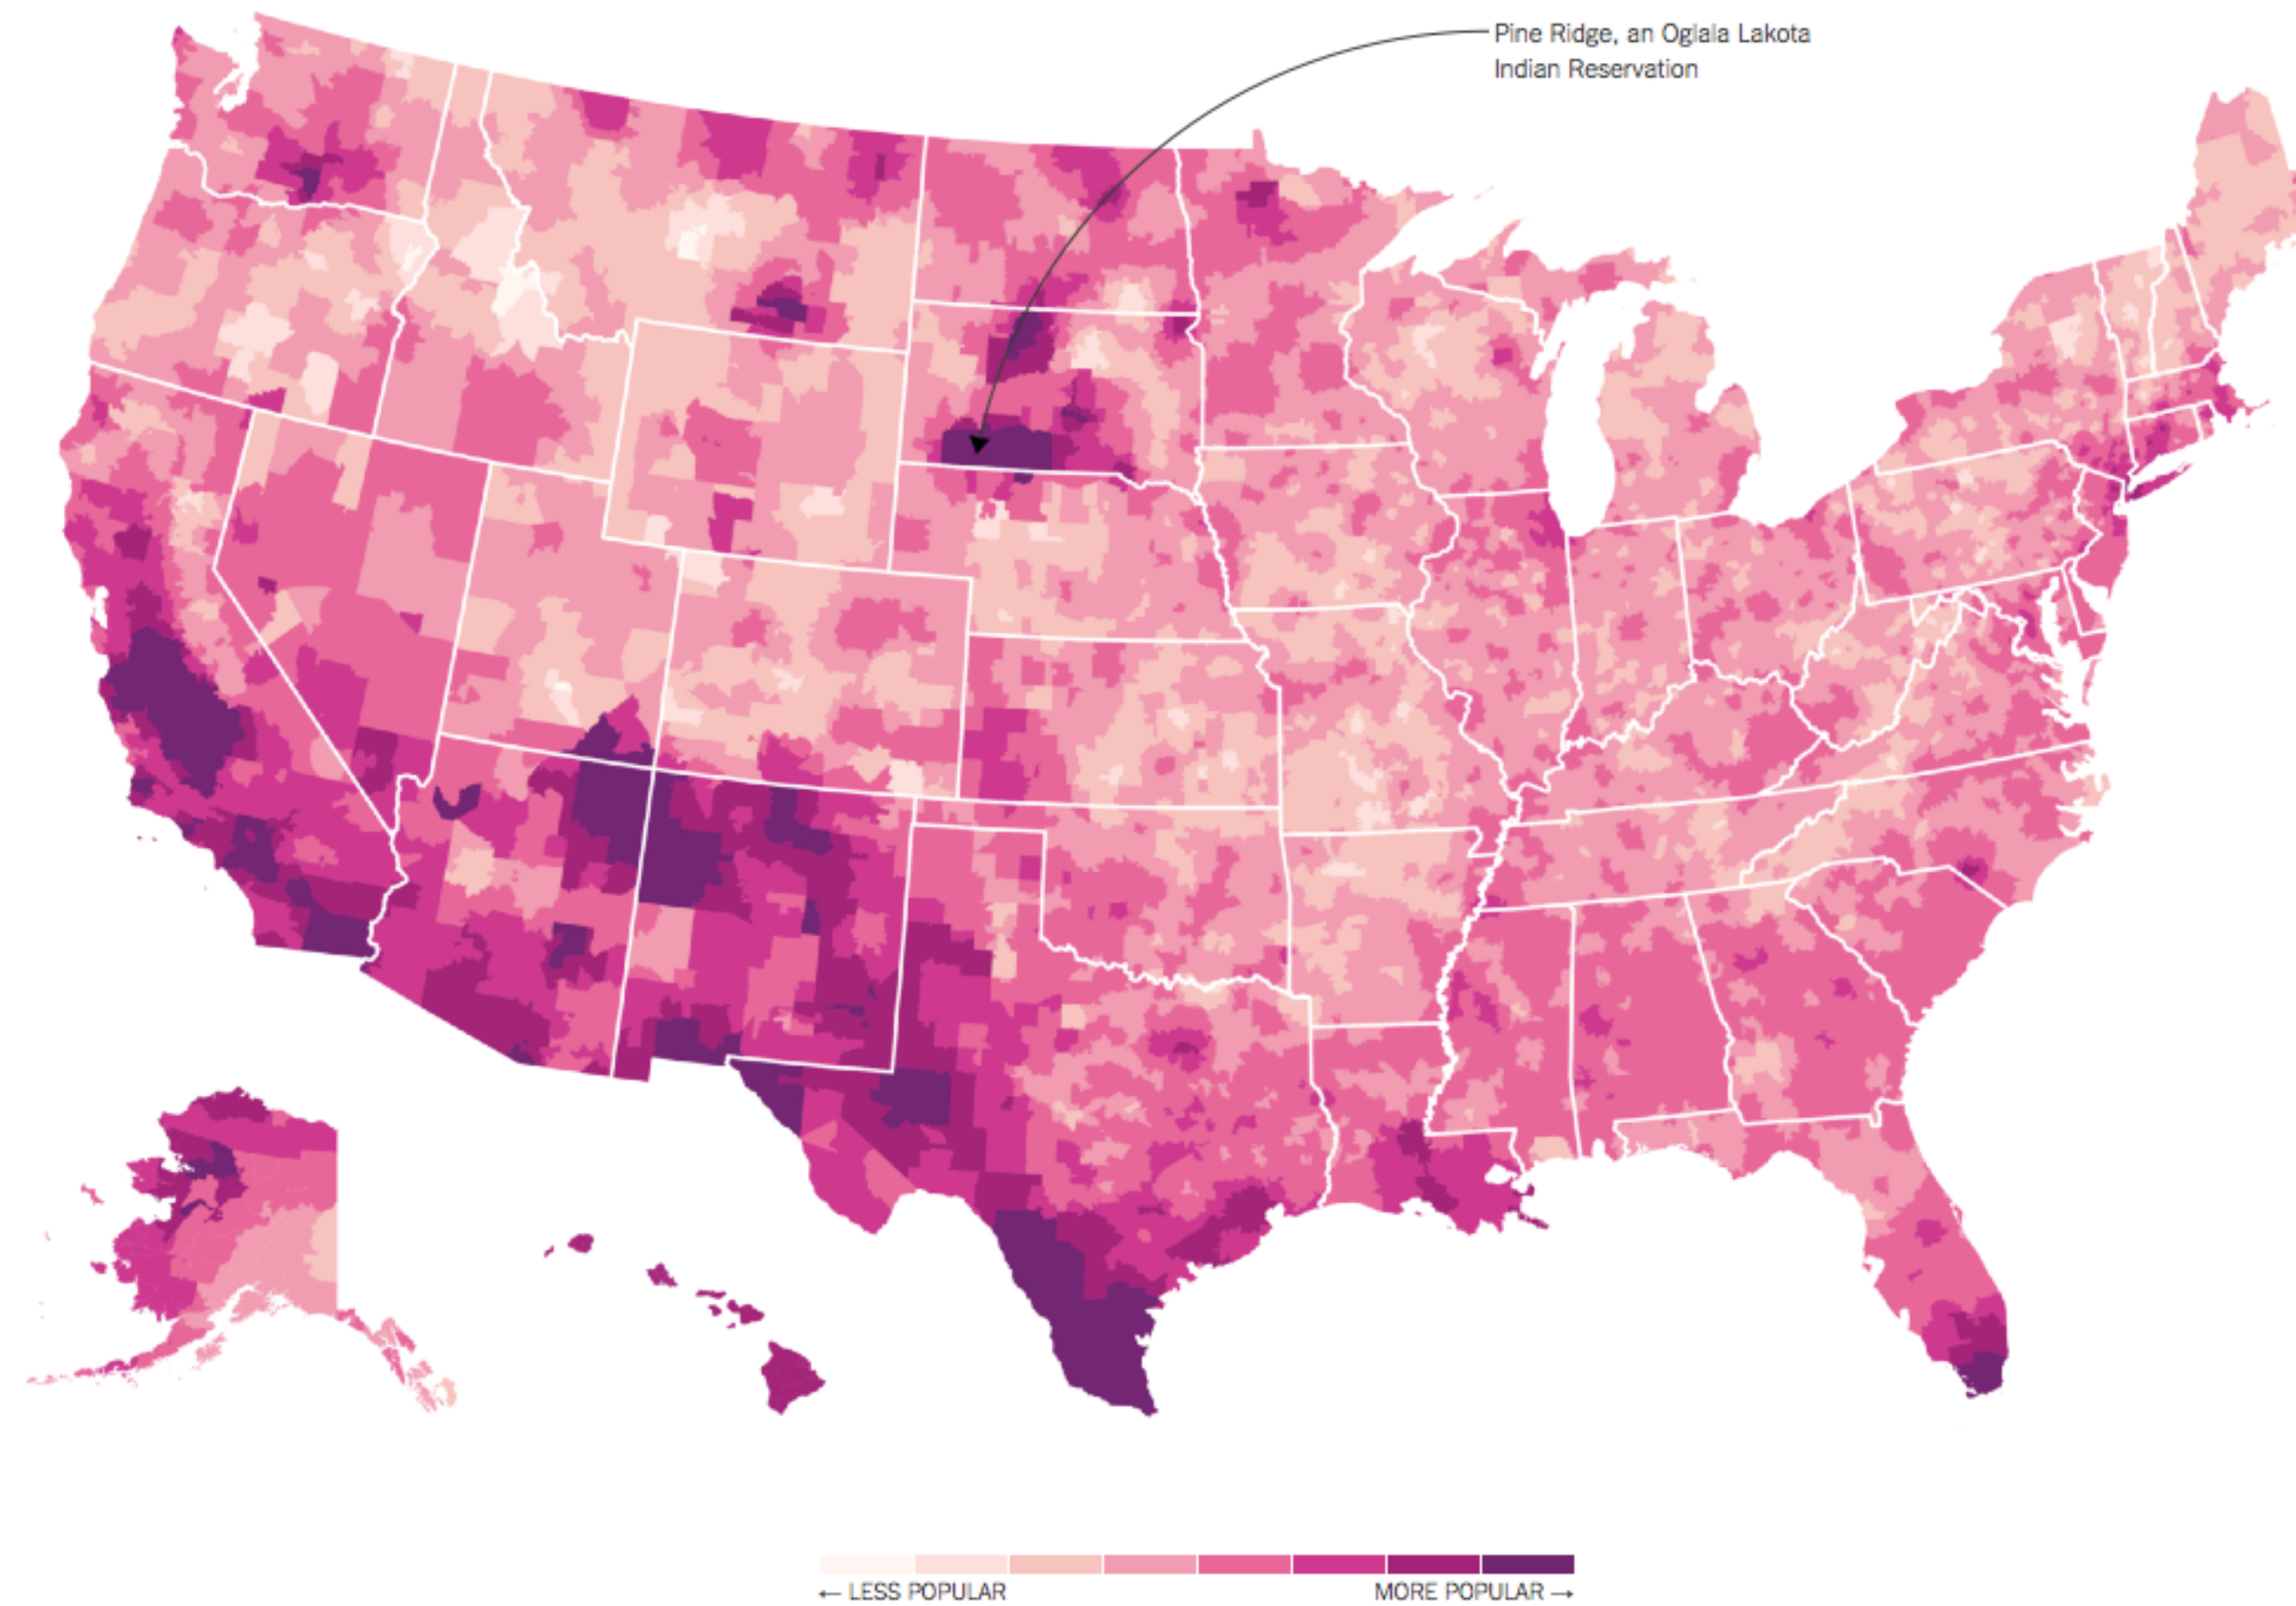 Pine Ridge, an Oglala Lakota
Indian Reservation
← LESS POPULAR
MORE POPULAR →